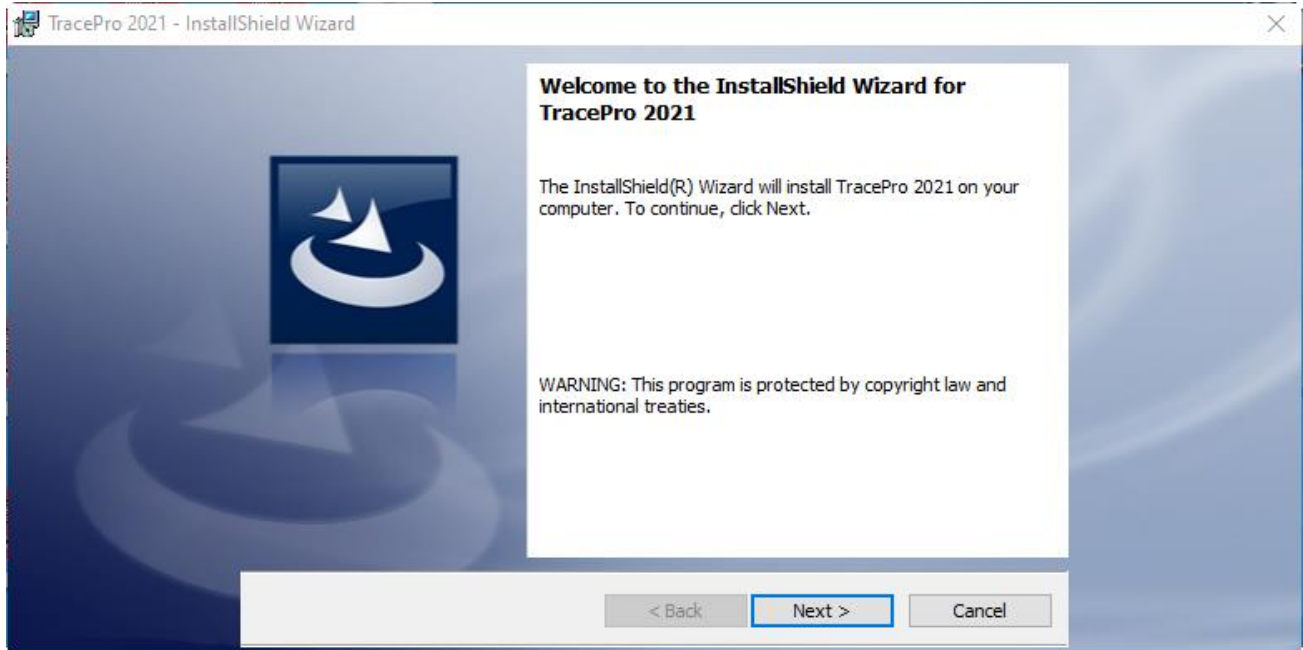 TracePro 2021 - InstallShield Wizard
Welcome to the InstallShield Wizard for
TracePro 2021
The InstallShield(R) Wizard will install TracePro 2021 on your
computer. To continue, click Next.
WARNING: This program is protected by copyright law and
international treaties.
< Back
Next >
Cancel